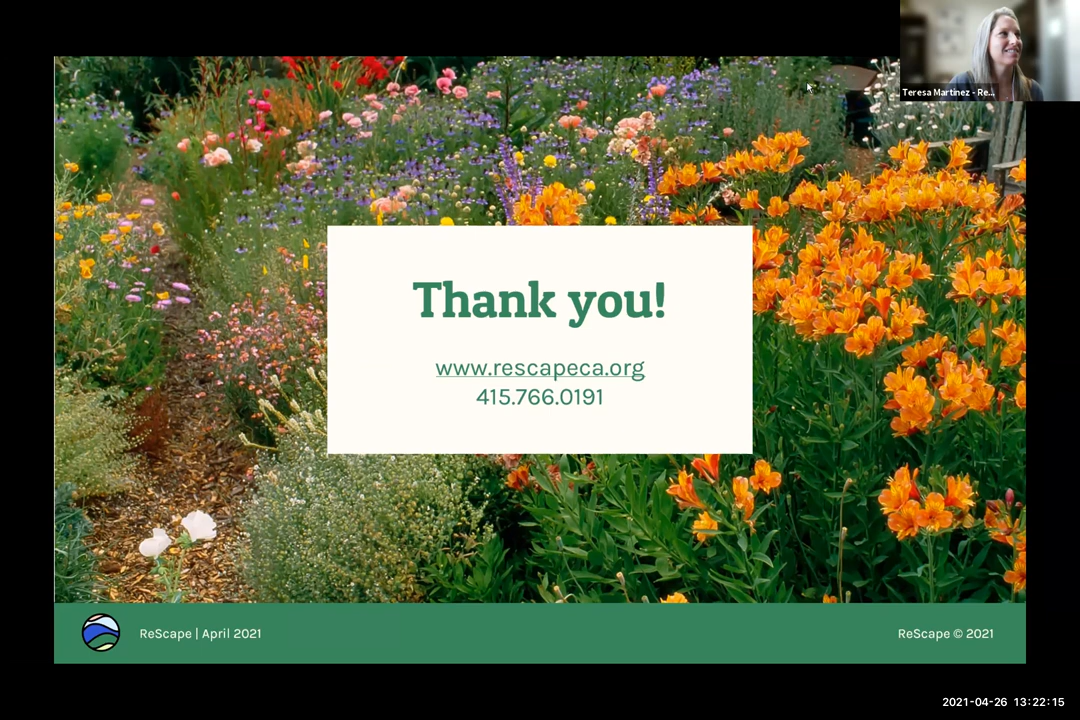 Teresa Martinez - Re...
Thank you!
www.rescapeca.org
415.766.0191
ReScape | April 2021
ReScape © 2021
2021-04-26 13:22:15